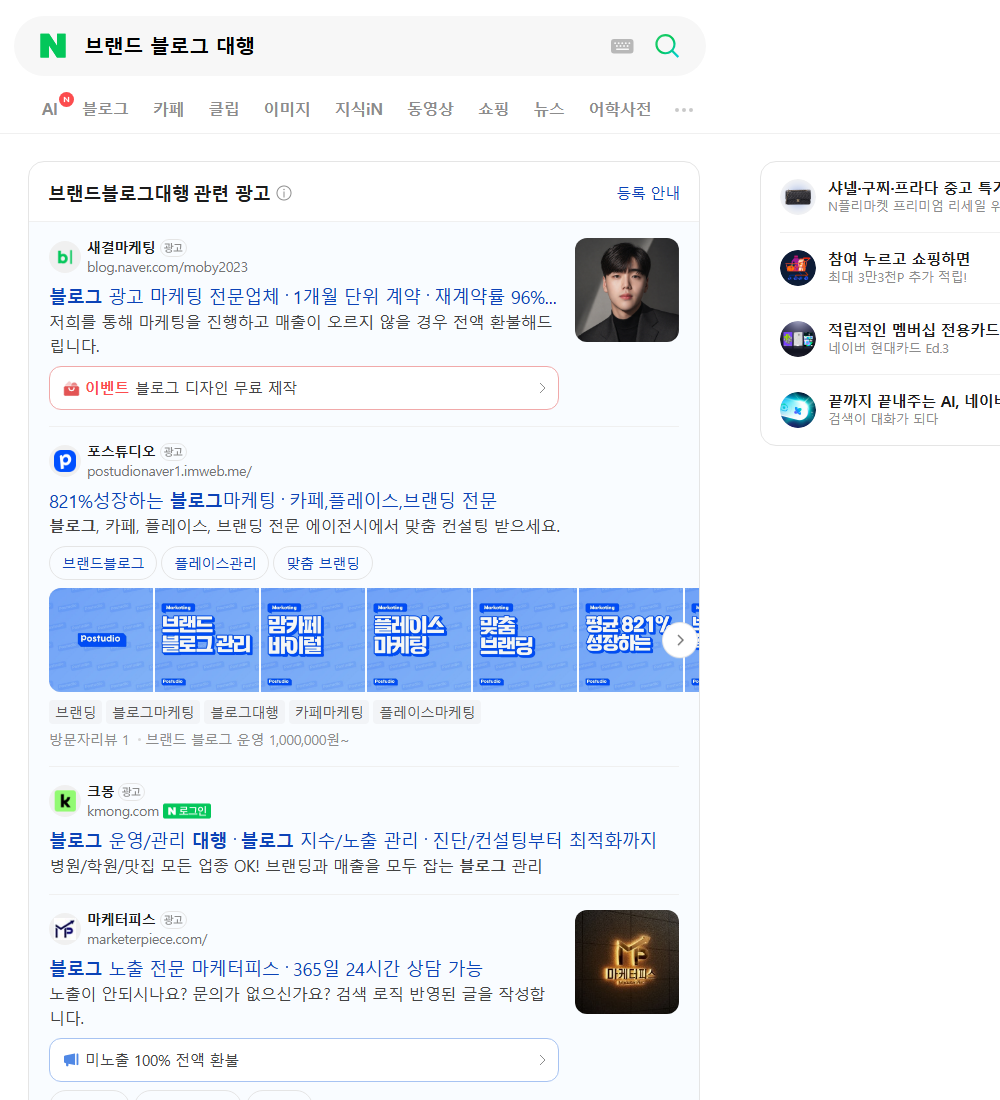 브랜드 블로그 대행
AI N 블로그 카페 클립 이미지 지식iN 동영상 쇼핑 뉴스 어학사전
브랜드블로그대행 관련 광고
등록 안내
새결마케팅 광고
blog.naver.com/moby2023
블로그 광고 마케팅 전문업체 · 1개월 단위 계약 · 재계약률 96%...
저희를 통해 마케팅을 진행하고 매출이 오르지 않을 경우 전액 환불해드
립니다.
이벤트 블로그 디자인 무료 제작
포스튜디오 광고
postudionaver1.imweb.me/
821%성장하는 블로그마케팅 · 카페,플레이스,브랜딩 전문
블로그, 카페, 플레이스, 브랜딩 전문 에이전시에서 맞춤 컨설팅 받으세요.
브랜드블로그 플레이스관리 맞춤 브랜딩
Postudio
Marketing
브랜드
블로그 관리
Postudio
Marketing
맘카페
바이럴
Postudio
Marketing
플레이스
마케팅
Postudio
Marketing
맞춤
브랜딩
Postudio
Marketing
평균 821%
성장하는
Postudio
브랜딩 블로그마케팅 블로그대행 카페마케팅 플레이스마케팅
방문자리뷰 1 · 브랜드 블로그 운영 1,000,000원~
크몽 광고
kmong.com N 로그인
블로그 운영/관리 대행 · 블로그 지수/노출 관리 · 진단/컨설팅부터 최적화까지
병원/학원/맛집 모든 업종 OK! 브랜딩과 매출을 모두 잡는 블로그 관리
마케터피스 광고
marketerpiece.com/
블로그 노출 전문 마케터피스 · 365일 24시간 상담 가능
노출이 안되시나요? 문의가 없으신가요? 검색 로직 반영된 글을 작성합
니다.
마케터피스
미노출 100% 전액 환불
샤넬·구찌·프라다 중고 특가
N플리마켓 프리미엄 리세일
참여 누르고 쇼핑하면
최대 3만3천P 추가 적립!
적립적인 멤버십 전용카드
네이버 현대카드 Ed.3
끝까지 끝내주는 AI, 네이버
검색이 대화가 되다